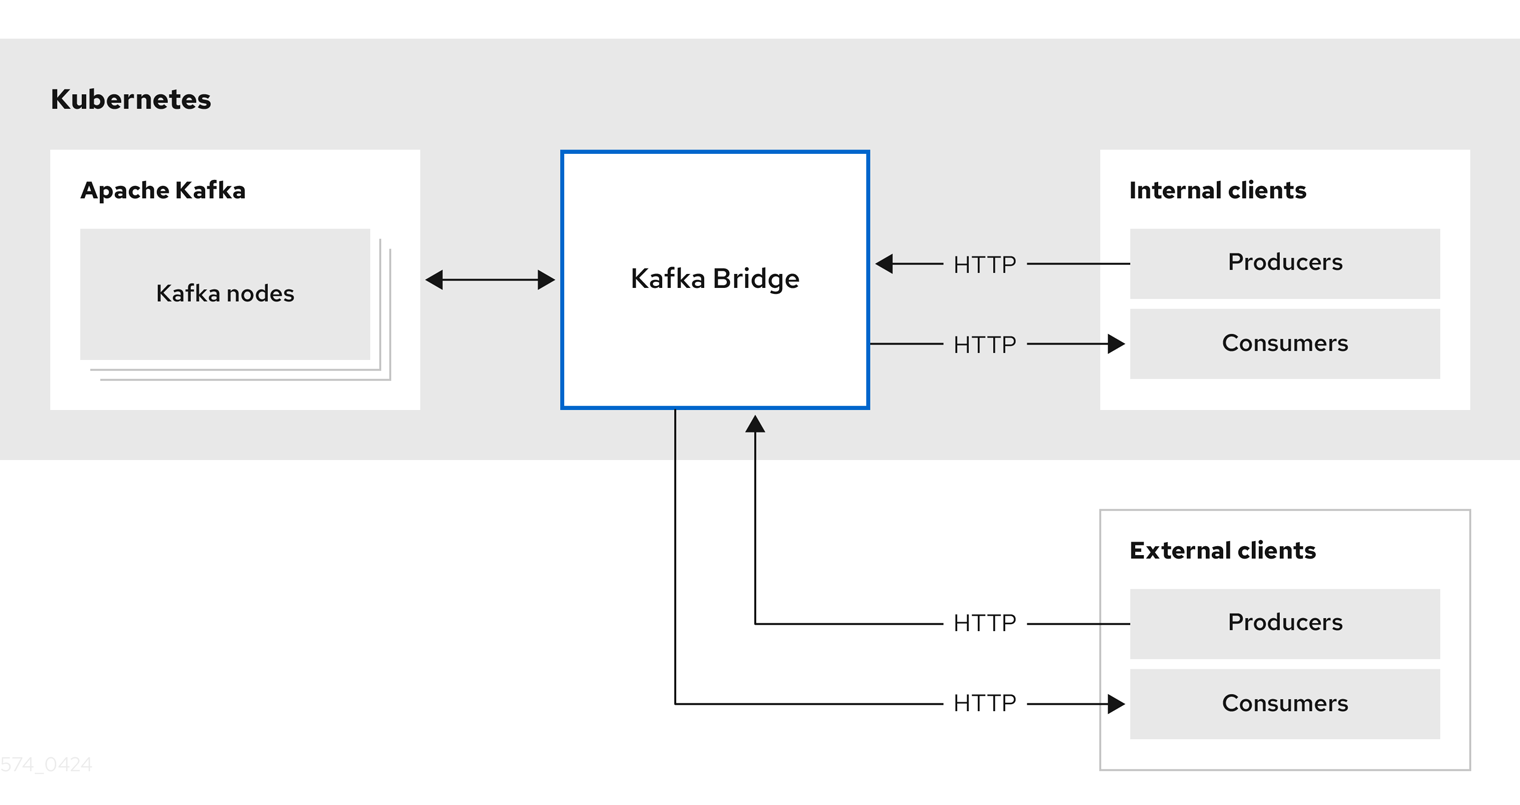 Kubernetes
Apache Kafka
Kafka nodes
Kafka Bridge
HTTP
HTTP
Internal clients
Producers
Consumers
HTTP
HTTP
External clients
Producers
Consumers
574_0424